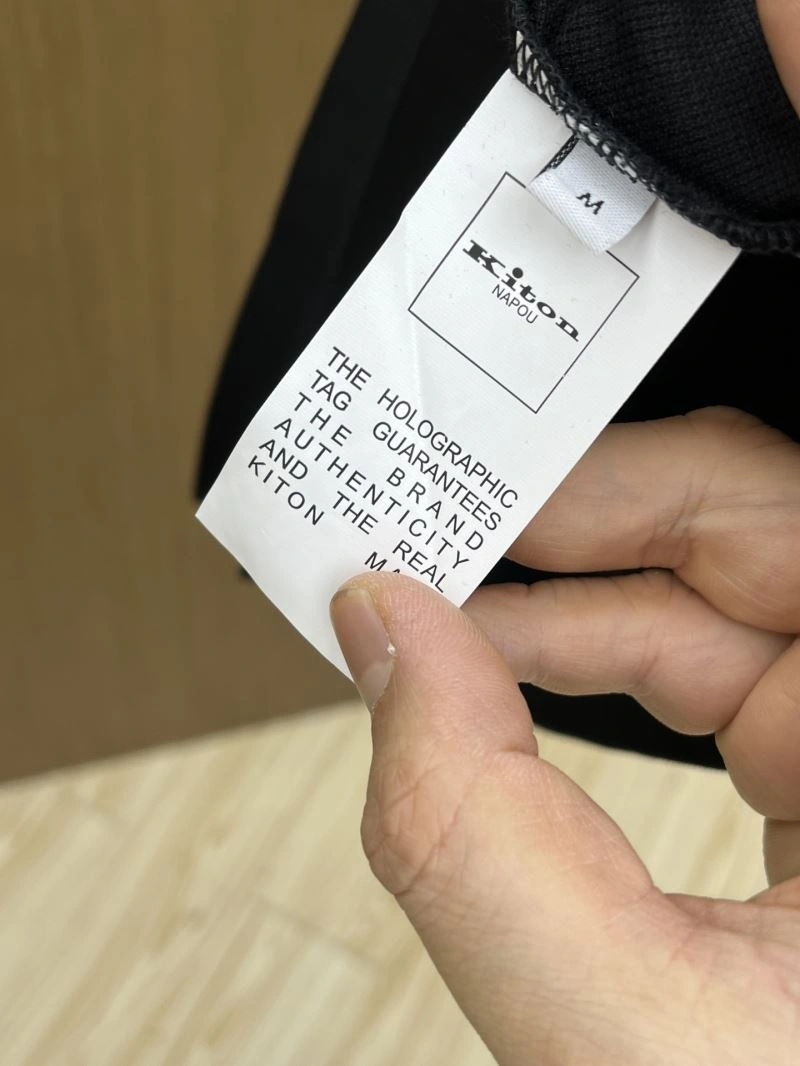 M
Kiton
NAPOU
THE HOLOGRAPHIC
TAG GUARANTEES
THE BRAND
AUTHENTICITY
AND THE REAL
KITON